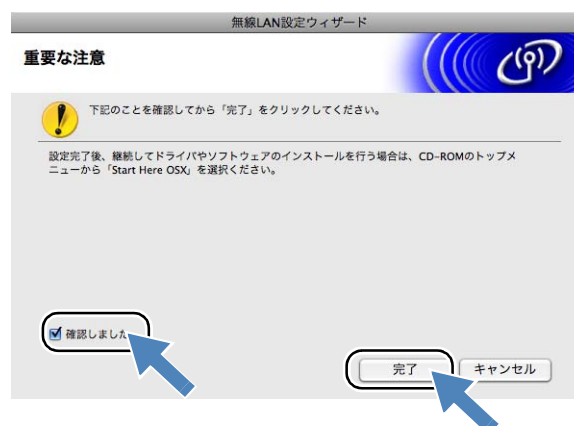 無線LAN設定ウィザード
重要な注意
下記のことを確認してから「完了」をクリックしてください。
設定完了後、継続してドライバやソフトウェアのインストールを行う場合は、CD-ROMのトップメ
ニューから「Start Here OSX」を選択ください。
確認しました
完了
キャンセル